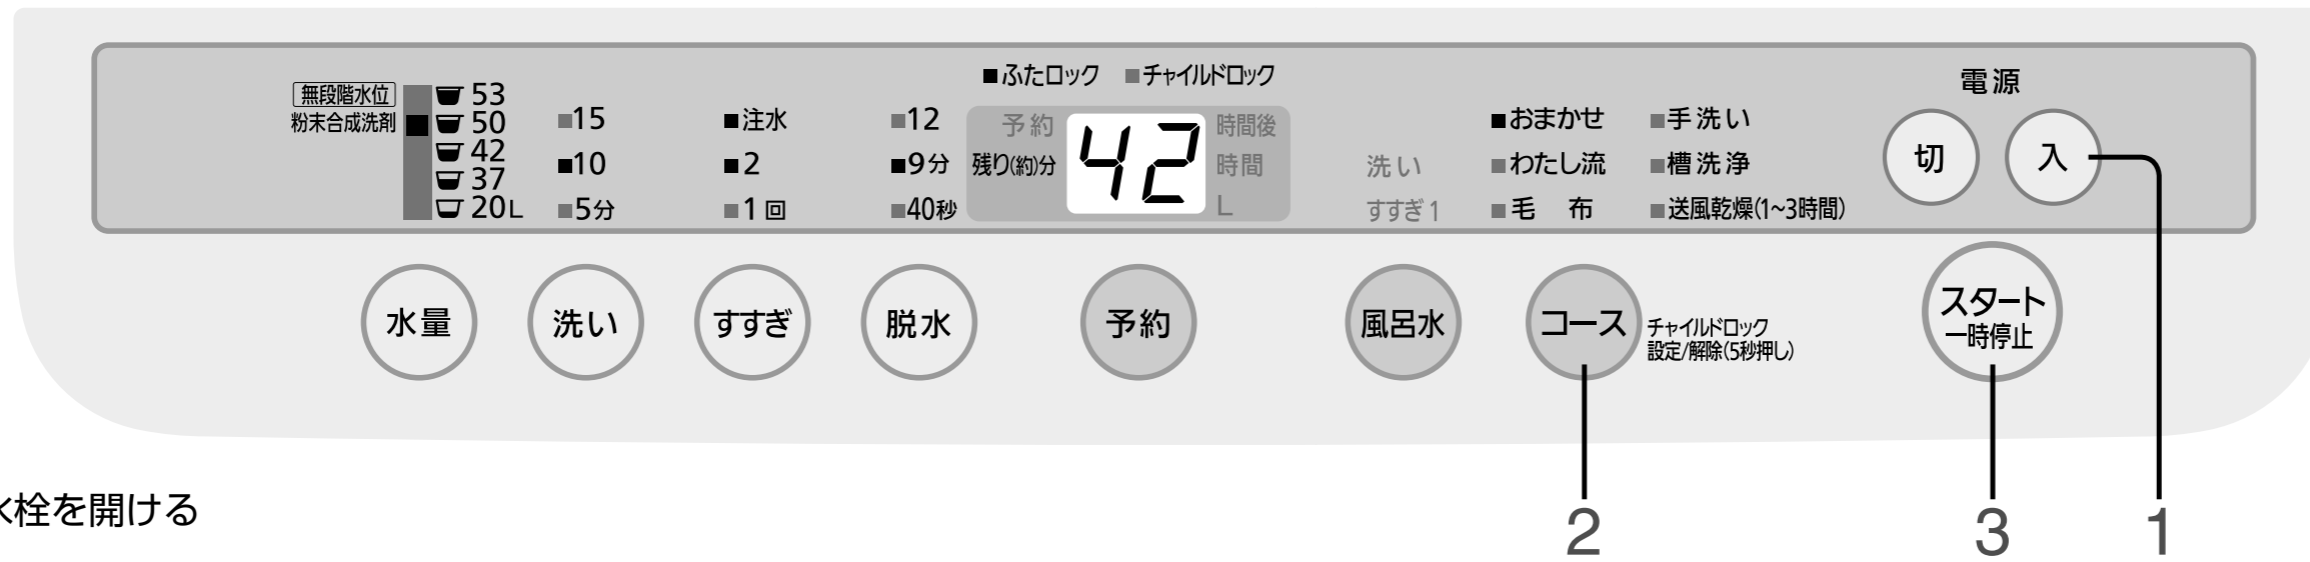 ■ふたロック ■チャイルドロック
無段階水位
粉末合成洗剤
53
50
42
37
20L
■15
■10
■5分
■注水
■2
■1回
■12
■9分
■40秒
予約
残り(約)分
42
時間後
時間
L
洗い
すすぎ1
■おまかせ
■わたし流
■毛 布
■手洗い
■槽洗浄
■送風乾燥(1~3時間)
電源
切
入
水量
洗い
すすぎ
脱水
予約
風呂水
コース
チャイルドロック
設定/解除(5秒押し)
スタート
一時停止
水栓を開ける
2
3
1